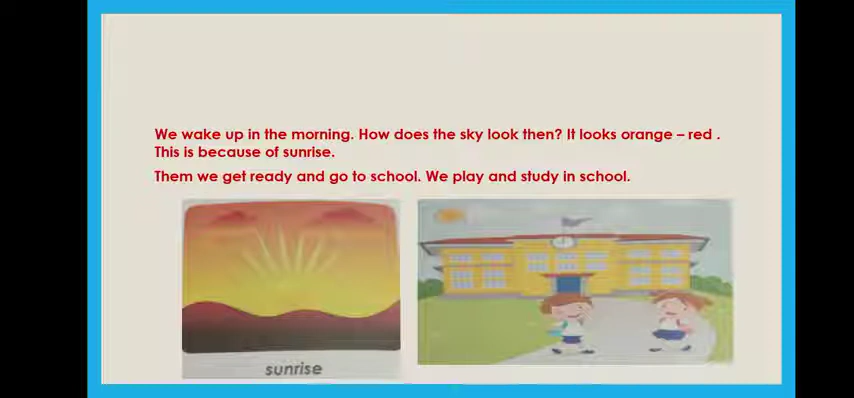 We wake up in the morning. How does the sky look then? It looks orange – red .
This is because of sunrise.
Them we get ready and go to school. We play and study in school.
sunrise